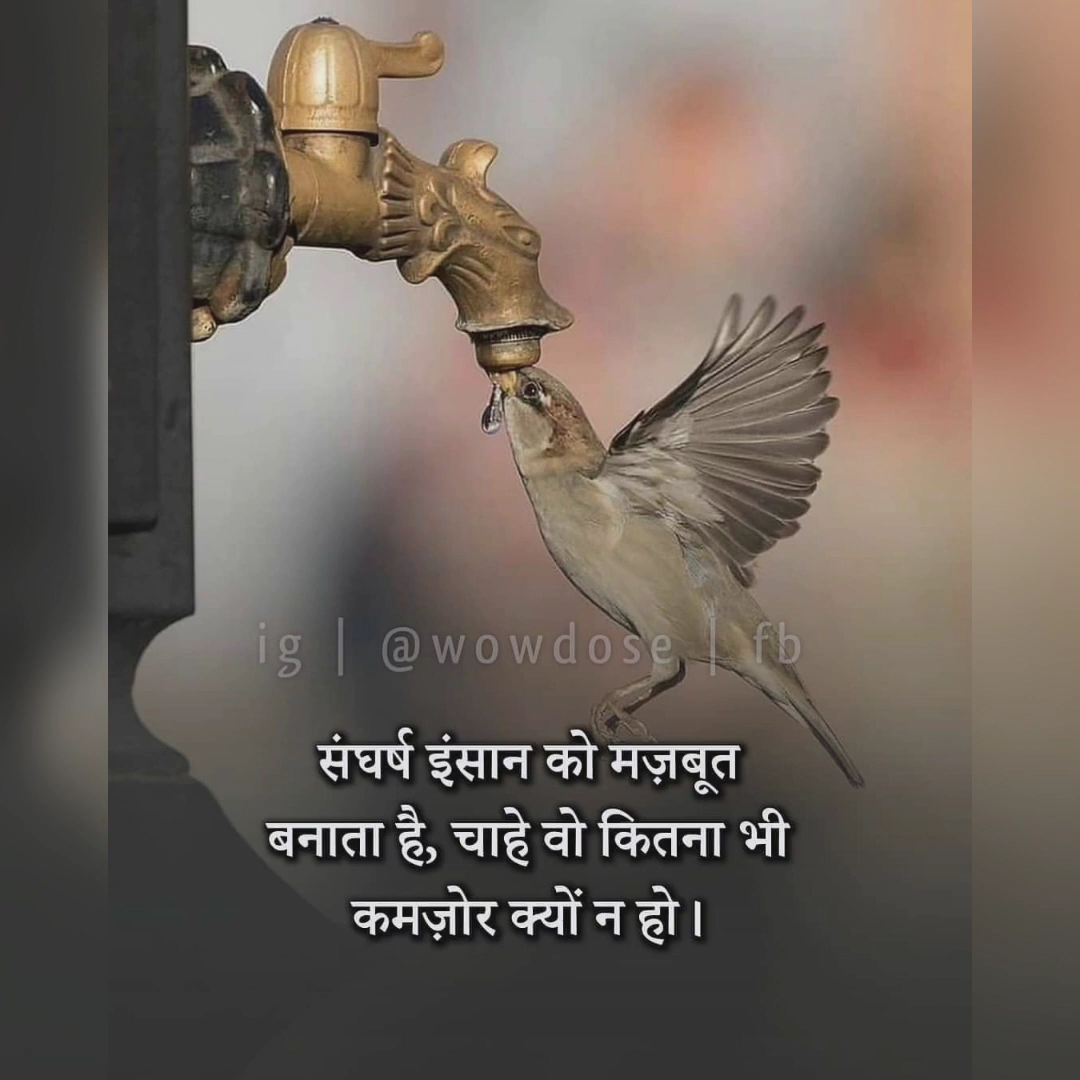 ig | @wowdose | fb
संघर्ष इंसान को मज़बूत
बनाता है, चाहे वो कितना भी
कमज़ोर क्यों न हो।